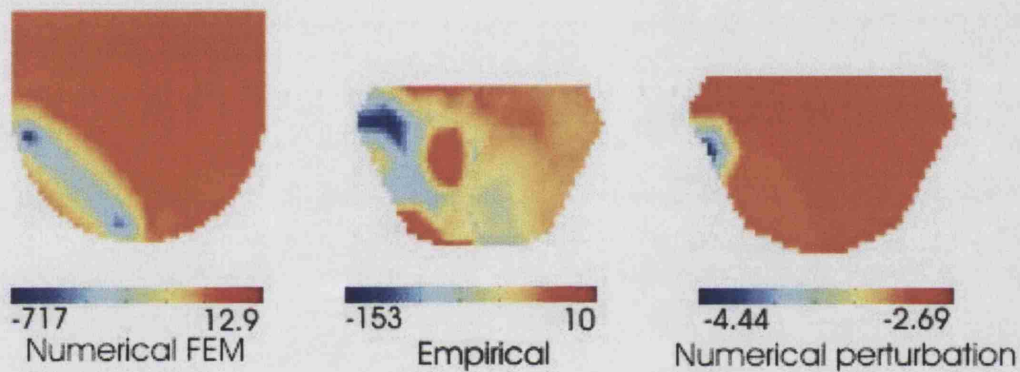 -717 12.9
Numerical FEM
-153 10
Empirical
-4.44 -2.69
Numerical perturbation